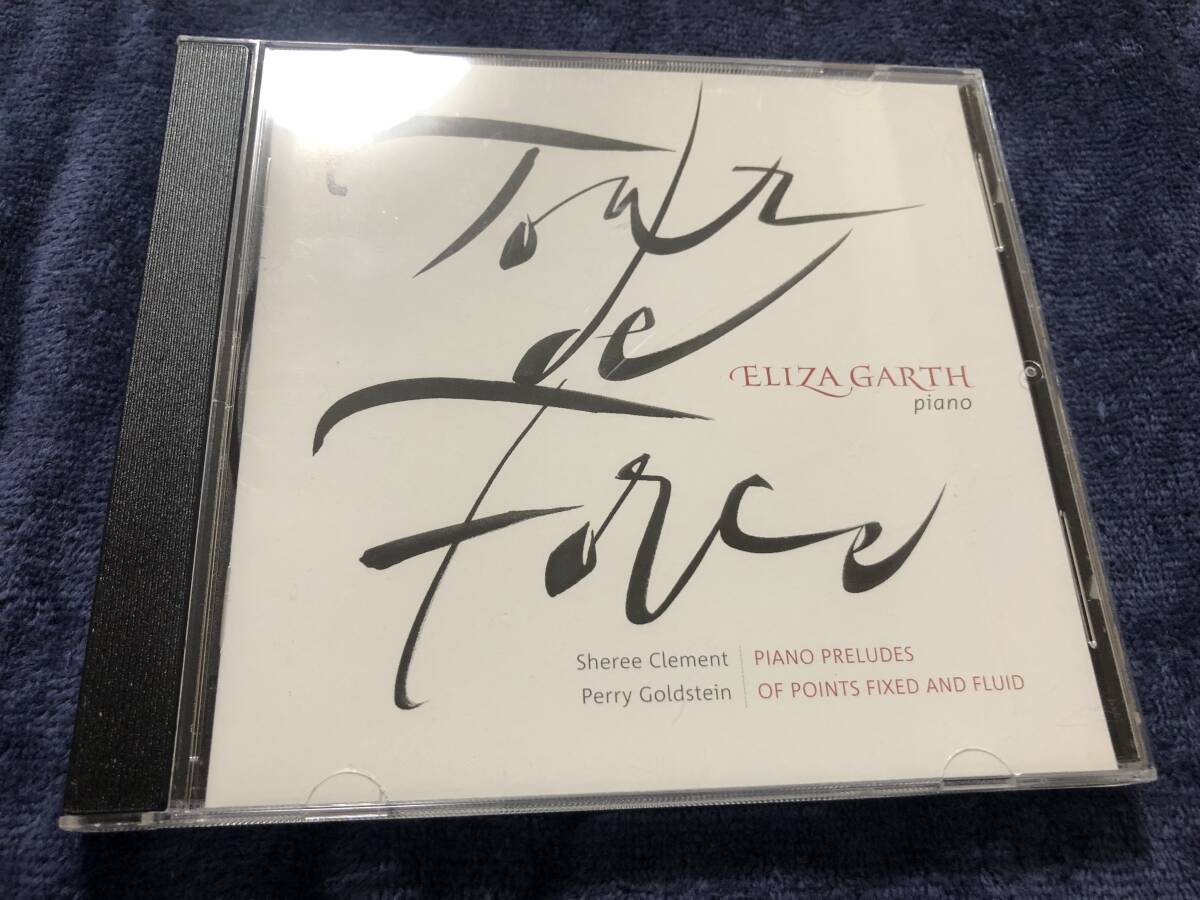 Tour
de
Force
ELIZA GARTH
piano
Sheree Clement | PIANO PRELUDES
Perry Goldstein | OF POINTS FIXED AND FLUID